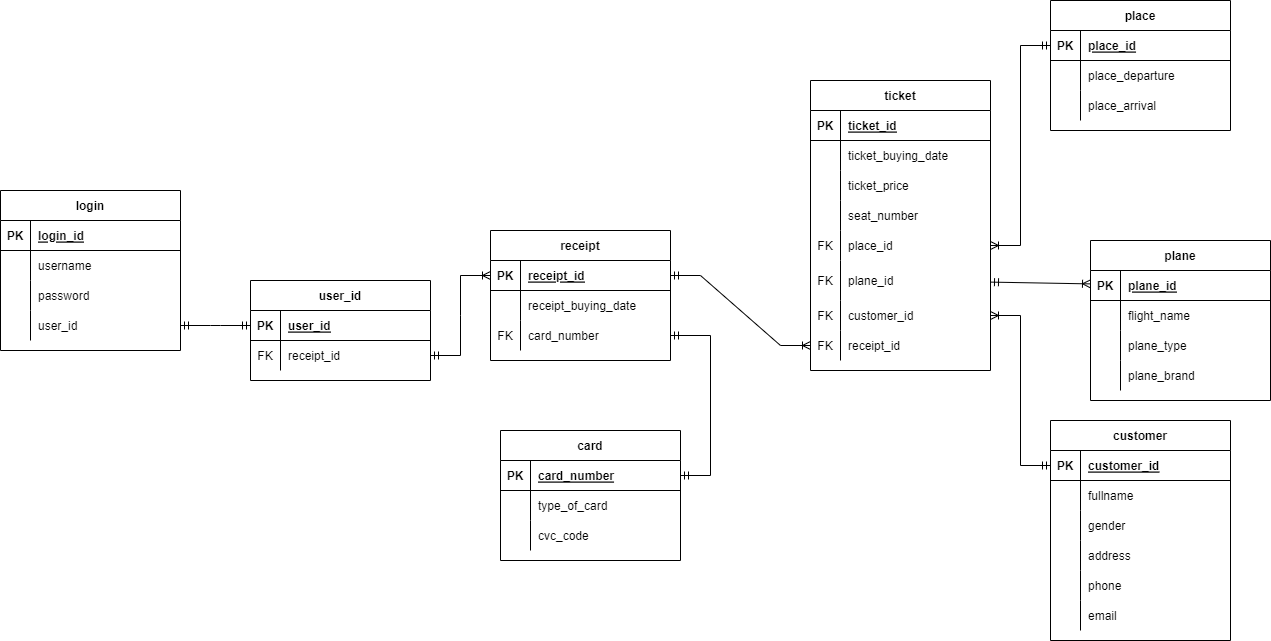 place
PK place_id
place_departure
place_arrival
ticket
PK ticket_id
ticket_buying_date
ticket_price
seat_number
FK place_id
FK plane_id
FK customer_id
FK receipt_id
login
PK login_id
username
password
user_id
user_id
PK user_id
FK receipt_id
receipt
PK receipt_id
receipt_buying_date
FK card_number
plane
PK plane_id
flight_name
plane_type
plane_brand
card
PK card_number
type_of_card
cvc_code
customer
PK customer_id
fullname
gender
address
phone
email